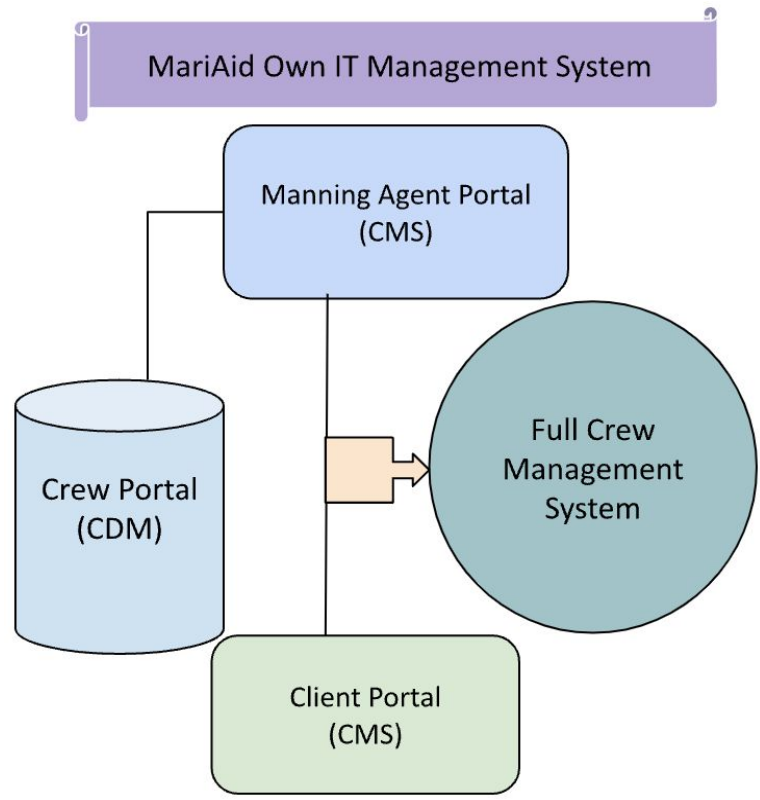 MariAid Own IT Management System
Manning Agent Portal
(CMS)
Full Crew
Management
System
Crew Portal
(CDM)
Client Portal
(CMS)